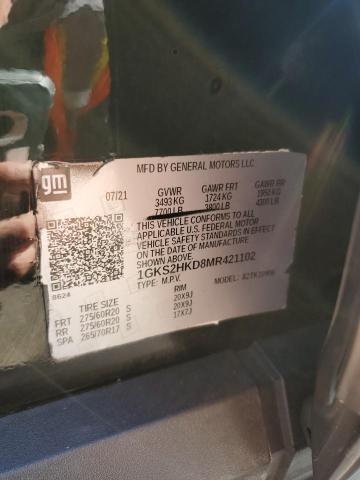 gm
MFD BY GENERAL MOTORS LLC
07/21 GVWR GAWR FRT GAWR RR
3493 KG 1724 KG 1950 KG
7700 LB 3800 LB 4300 LB
THIS VEHICLE CONFORMS TO ALL
APPLICABLE U.S. FEDERAL MOTOR
VEHICLE SAFETY STANDARDS IN EFFECT
ON THE DATE OF MANUFACTURE
SHOWN ABOVE.
1GKS2HKD8MR421102
TYPE: M.P.V. MODEL:
8624
TIRE SIZE RIM
FRT 275/60R20 S 20X9J
RR 275/60R20 S 20X9J
SPA 265/70R17 S 17X7J